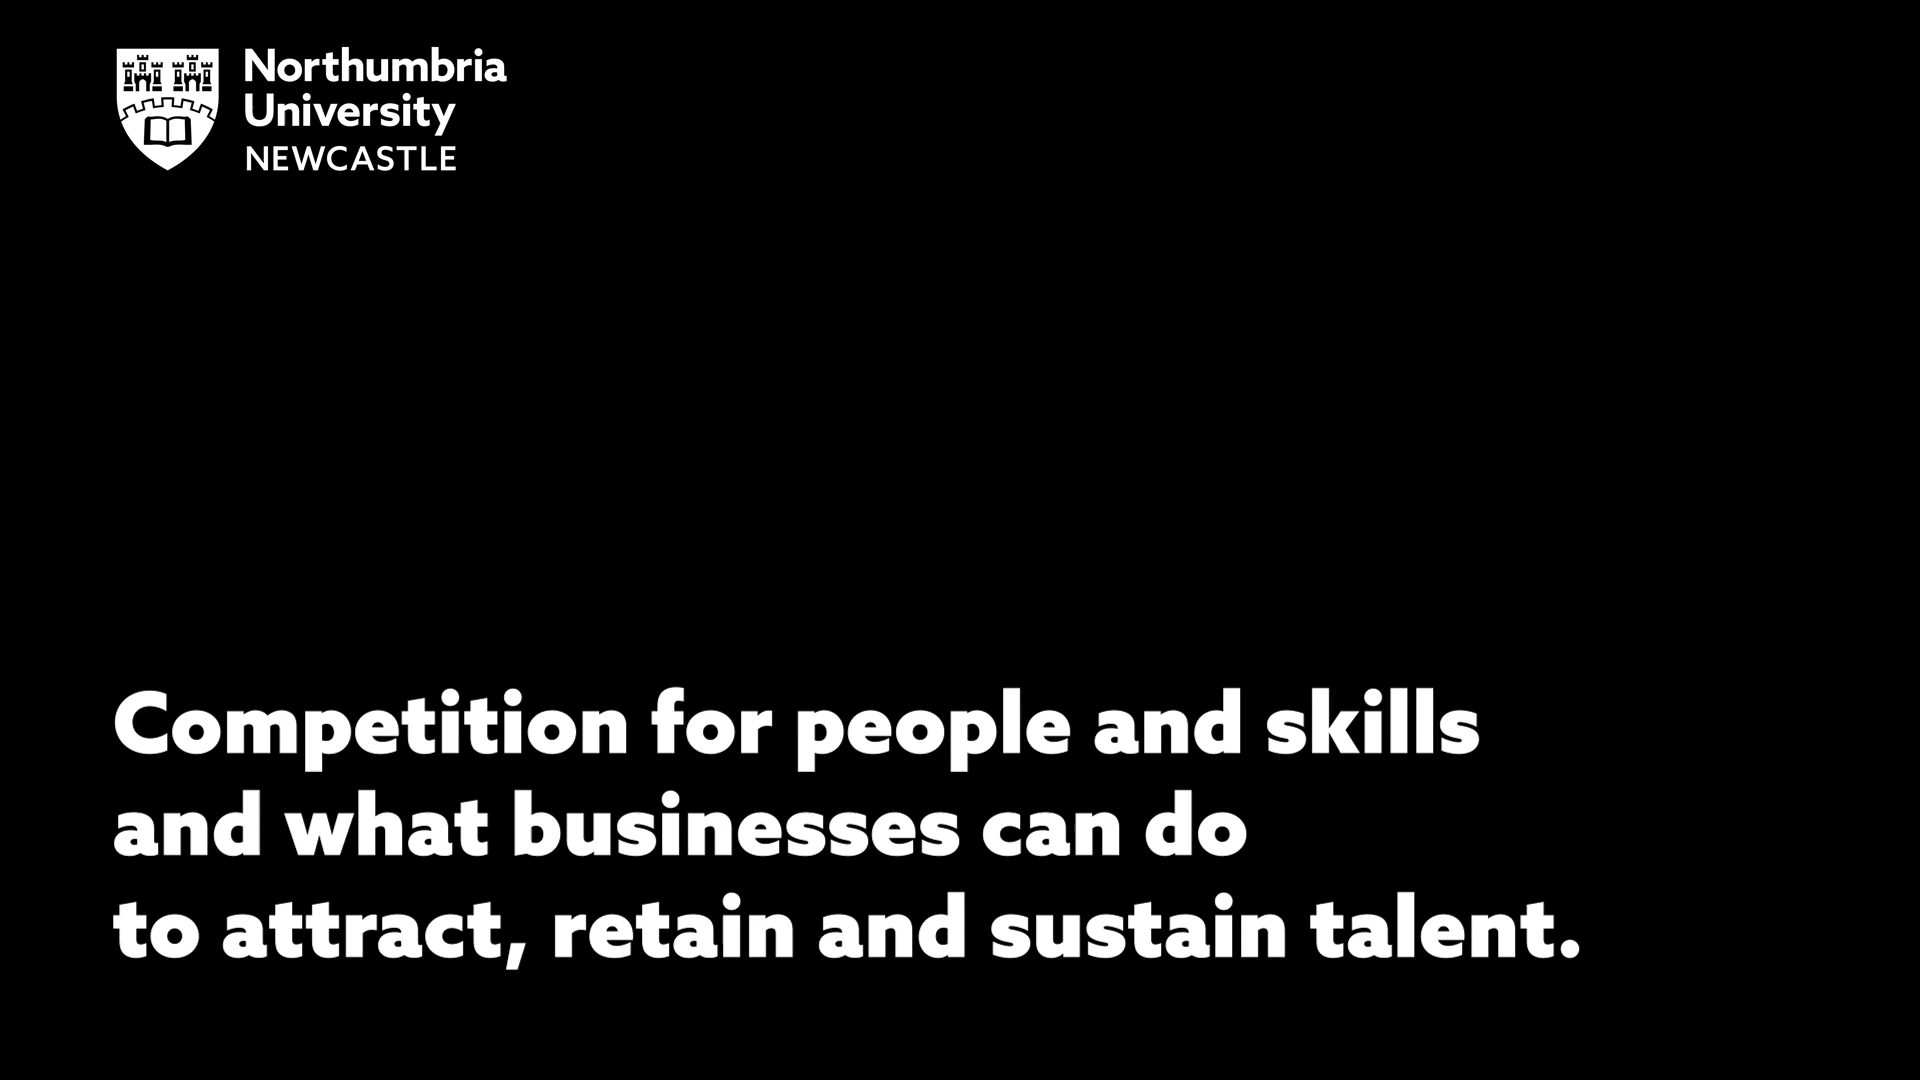 Northumbria
University
NEWCASTLE
Competition for people and skills
and what businesses can do
to attract, retain and sustain talent.